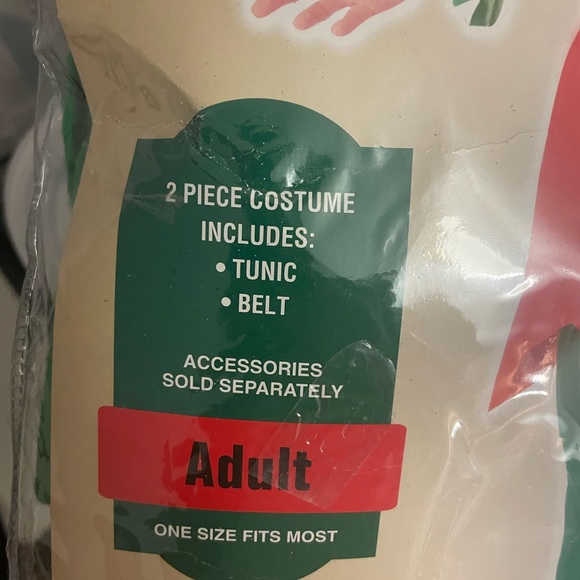 2 PIECE COSTUME
INCLUDES:
• TUNIC
• BELT
ACCESSORIES
SOLD SEPARATELY
Adult
ONE SIZE FITS MOST